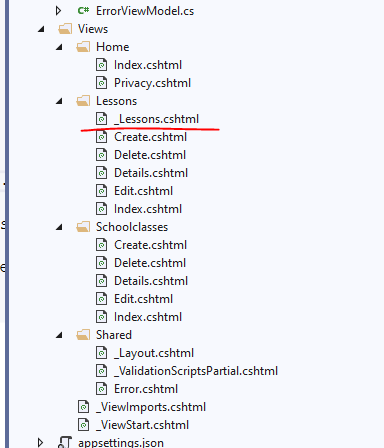 C# ErrorViewModel.cs
Views
Home
Index.cshtml
Privacy.cshtml
Lessons
_Lessons.cshtml
Create.cshtml
Delete.cshtml
Details.cshtml
Edit.cshtml
Index.cshtml
Schoolclasses
Create.cshtml
Delete.cshtml
Details.cshtml
Edit.cshtml
Index.cshtml
Shared
_Layout.cshtml
_ValidationScriptsPartial.cshtml
Error.cshtml
_ViewImports.cshtml
_ViewStart.cshtml
appsettings.json